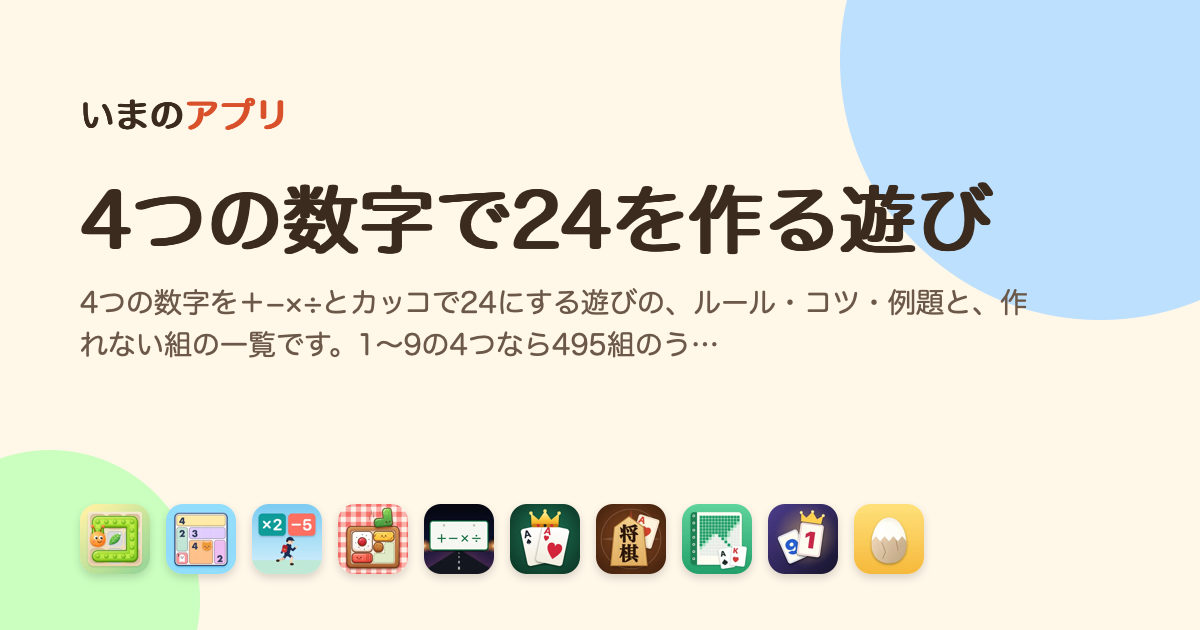 いまのアプリ
4つの数字で24を作る遊び
4つの数字を＋−×÷とカッコで24にする遊びの、ルール・コツ・例題と、作
れない組の一覧です。1〜9の4つなら495組のう…
4
2 3
4
2
×2 −5
＋−×÷
A A
将棋 A
A K
9 1